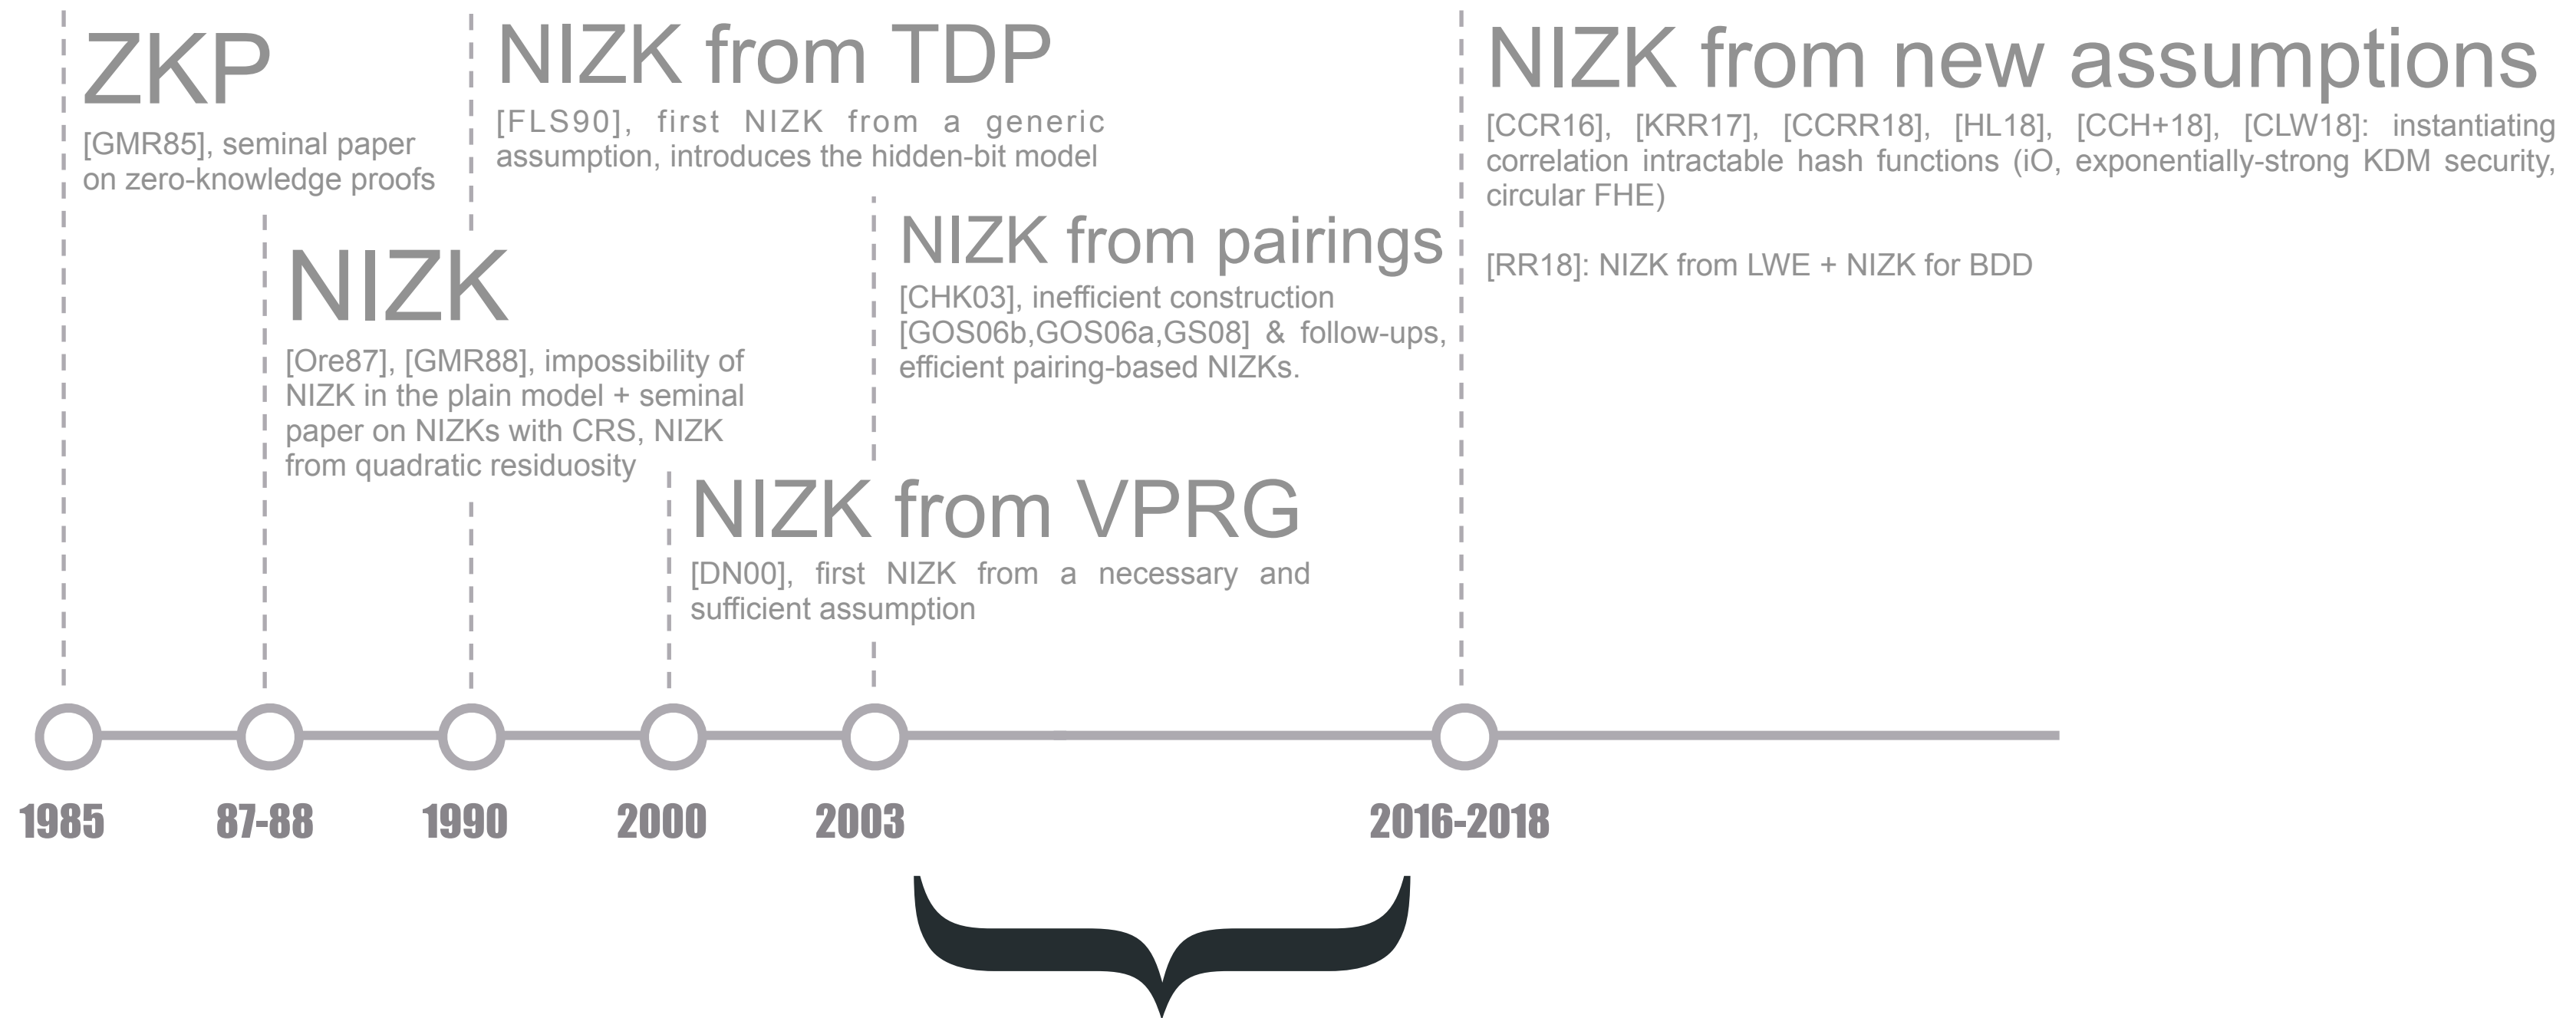 ZKP
[GMR85], seminal paper
on zero-knowledge proofs
NIZK
[Ore87], [GMR88], impossibility of
NIZK in the plain model + seminal
paper on NIZKs with CRS, NIZK
from quadratic residuosity
NIZK from TDP
[FLS90], first NIZK from a generic
assumption, introduces the hidden-bit model
NIZK from VPRG
[DN00], first NIZK from a necessary and
sufficient assumption
NIZK from pairings
[CHK03], inefficient construction
[GOS06b,GOS06a,GS08] & follow-ups,
efficient pairing-based NIZKs.
NIZK from new assumptions
[CCR16], [KRR17], [CCRR18], [HL18], [CCH+18], [CLW18]: instantiating
correlation intractable hash functions (iO, exponentially-strong KDM security,
circular FHE)
[RR18]: NIZK from LWE + NIZK for BDD
1985
87-88
1990
2000
2003
2016-2018